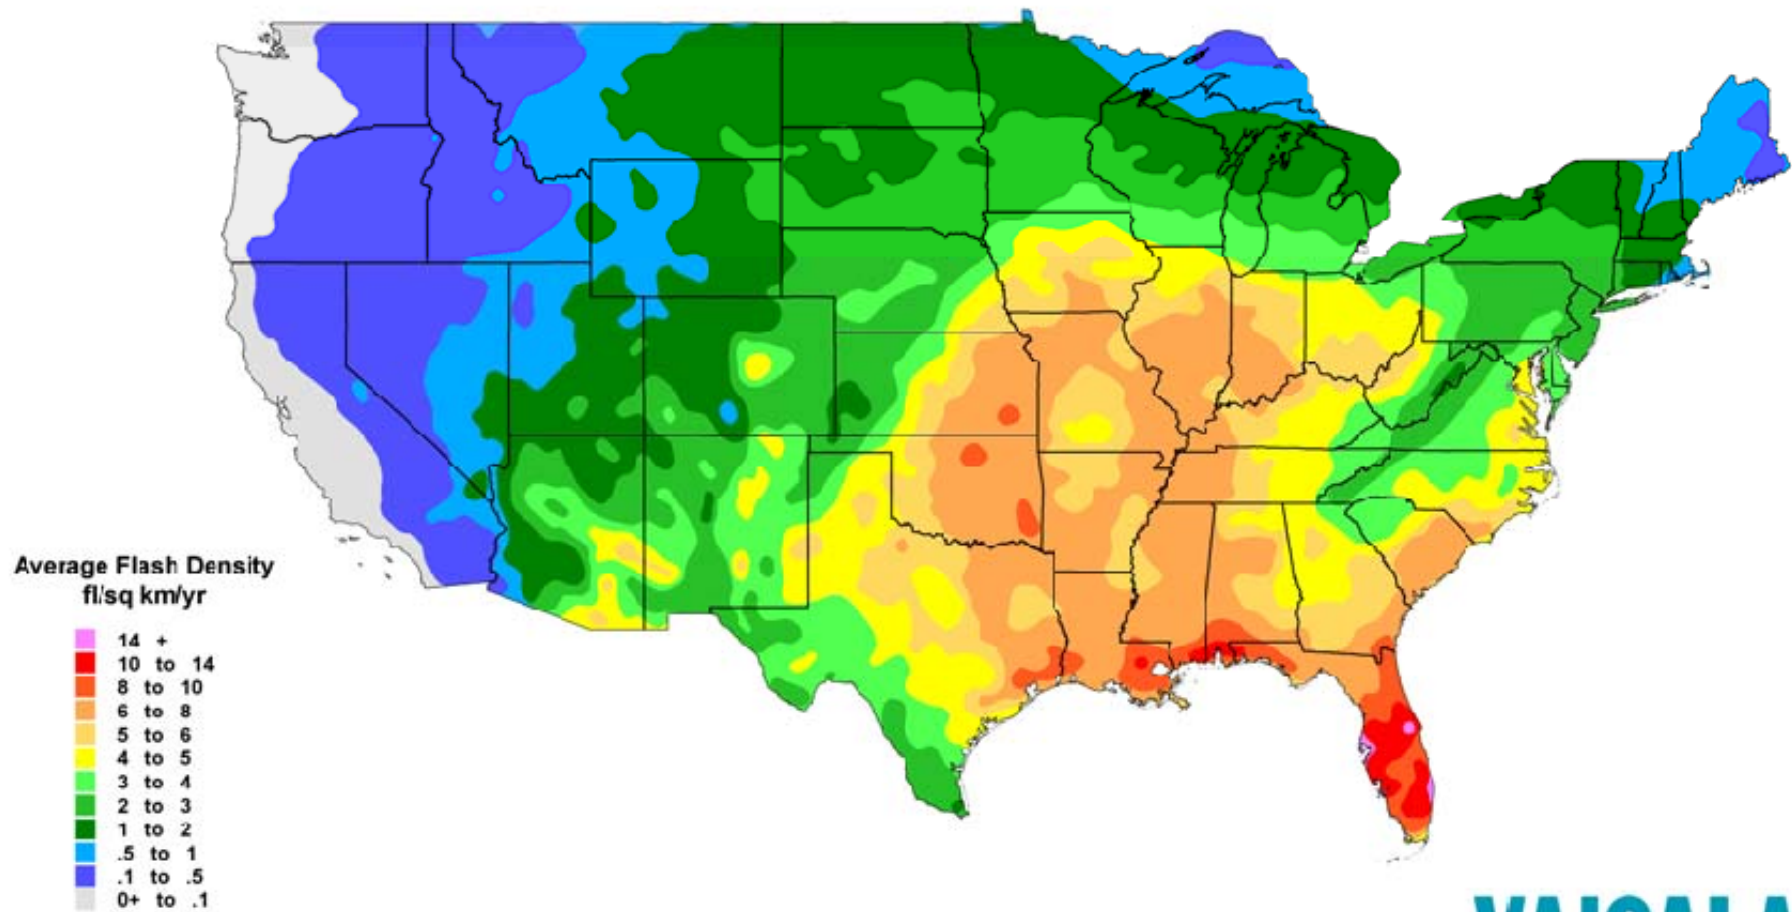 Average Flash Density
fl/sq km/yr
14 +
10 to 14
8 to 10
6 to 8
5 to 6
4 to 5
3 to 4
2 to 3
1 to 2
.5 to 1
.1 to .5
0+ to .1
VAISALA